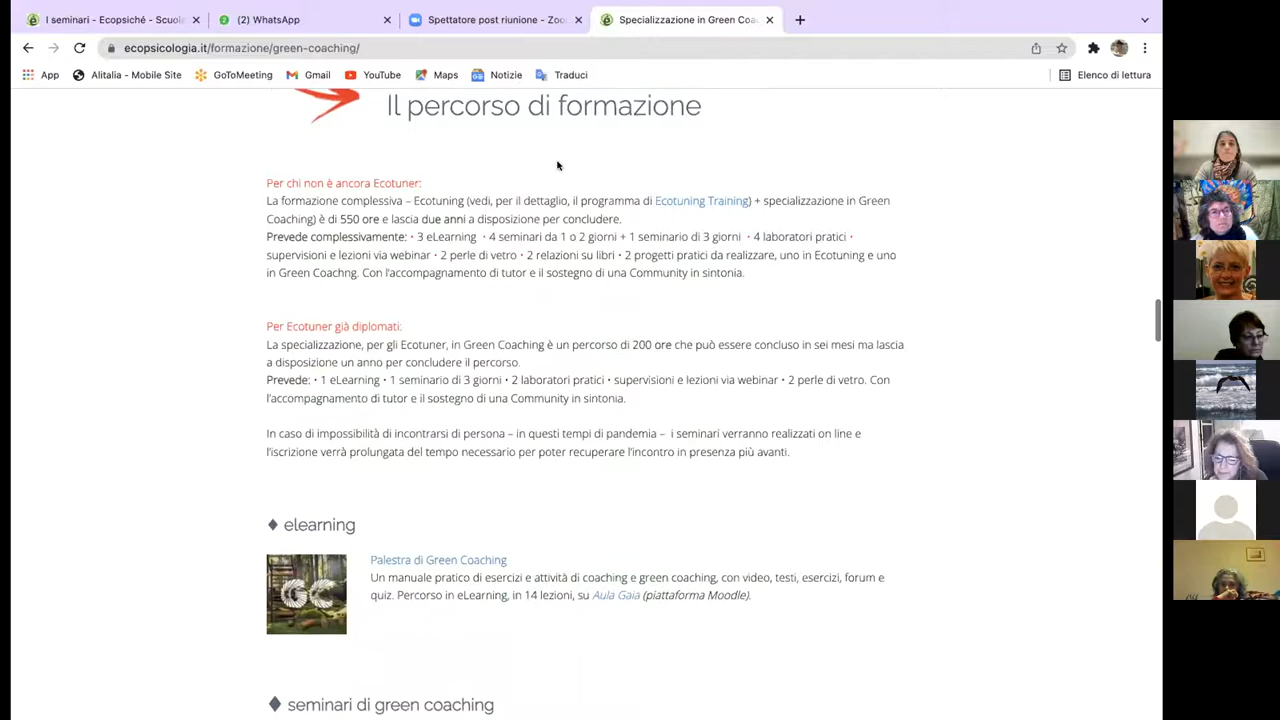 I seminari - Ecopsiché - Scuola
(2) WhatsApp
Spettatore post riunione - Zoo
Specializzazione in Green Coa
ecopsicologia.it/formazione/green-coaching/
App
Alitalia - Mobile Site
GoToMeeting
Gmail
YouTube
Maps
Notizie
Traduci
Elenco di lettura
Il percorso di formazione
Per chi non è ancora Ecotuner:
La formazione complessiva – Ecotuning (vedi, per il dettaglio, il programma di Ecotuning Training) + specializzazione in Green
Coaching) è di 550 ore e lascia due anni a disposizione per concludere.
Prevede complessivamente: • 3 eLearning • 4 seminari da 1 o 2 giorni + 1 seminario di 3 giorni • 4 laboratori pratici •
supervisioni e lezioni via webinar • 2 perle di vetro • 2 relazioni su libri • 2 progetti pratici da realizzare, uno in Ecotuning e uno
in Green Coachng. Con l'accompagnamento di tutor e il sostegno di una Community in sintonia.
Per Ecotuner già diplomati:
La specializzazione, per gli Ecotuner, in Green Coaching è un percorso di 200 ore che può essere concluso in sei mesi ma lascia
a disposizione un anno per concludere il percorso.
Prevede: • 1 eLearning • 1 seminario di 3 giorni • 2 laboratori pratici • supervisioni e lezioni via webinar • 2 perle di vetro. Con
l'accompagnamento di tutor e il sostegno di una Community in sintonia.
In caso di impossibilità di incontrarsi di persona – in questi tempi di pandemia – i seminari verranno realizzati on line e
l'iscrizione verrà prolungata del tempo necessario per poter recuperare l'incontro in presenza più avanti.
♦ elearning
GC
Palestra di Green Coaching
Un manuale pratico di esercizi e attività di coaching e green coaching, con video, testi, esercizi, forum e
quiz. Percorso in eLearning, in 14 lezioni, su Aula Gaia (piattaforma Moodle).
♦ seminari di green coaching